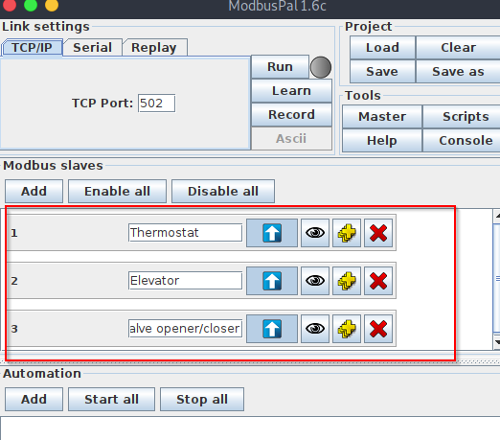 ModbusPal 1.6c
Link settings
TCP/IP Serial Replay
TCP Port: 502
Run
Learn
Record
Ascii
Project
Load Clear
Save Save as
Tools
Master Scripts
Help Console
Modbus slaves
Add Enable all Disable all
1 Thermostat
2 Elevator
3 alve opener/closer
Automation
Add Start all Stop all